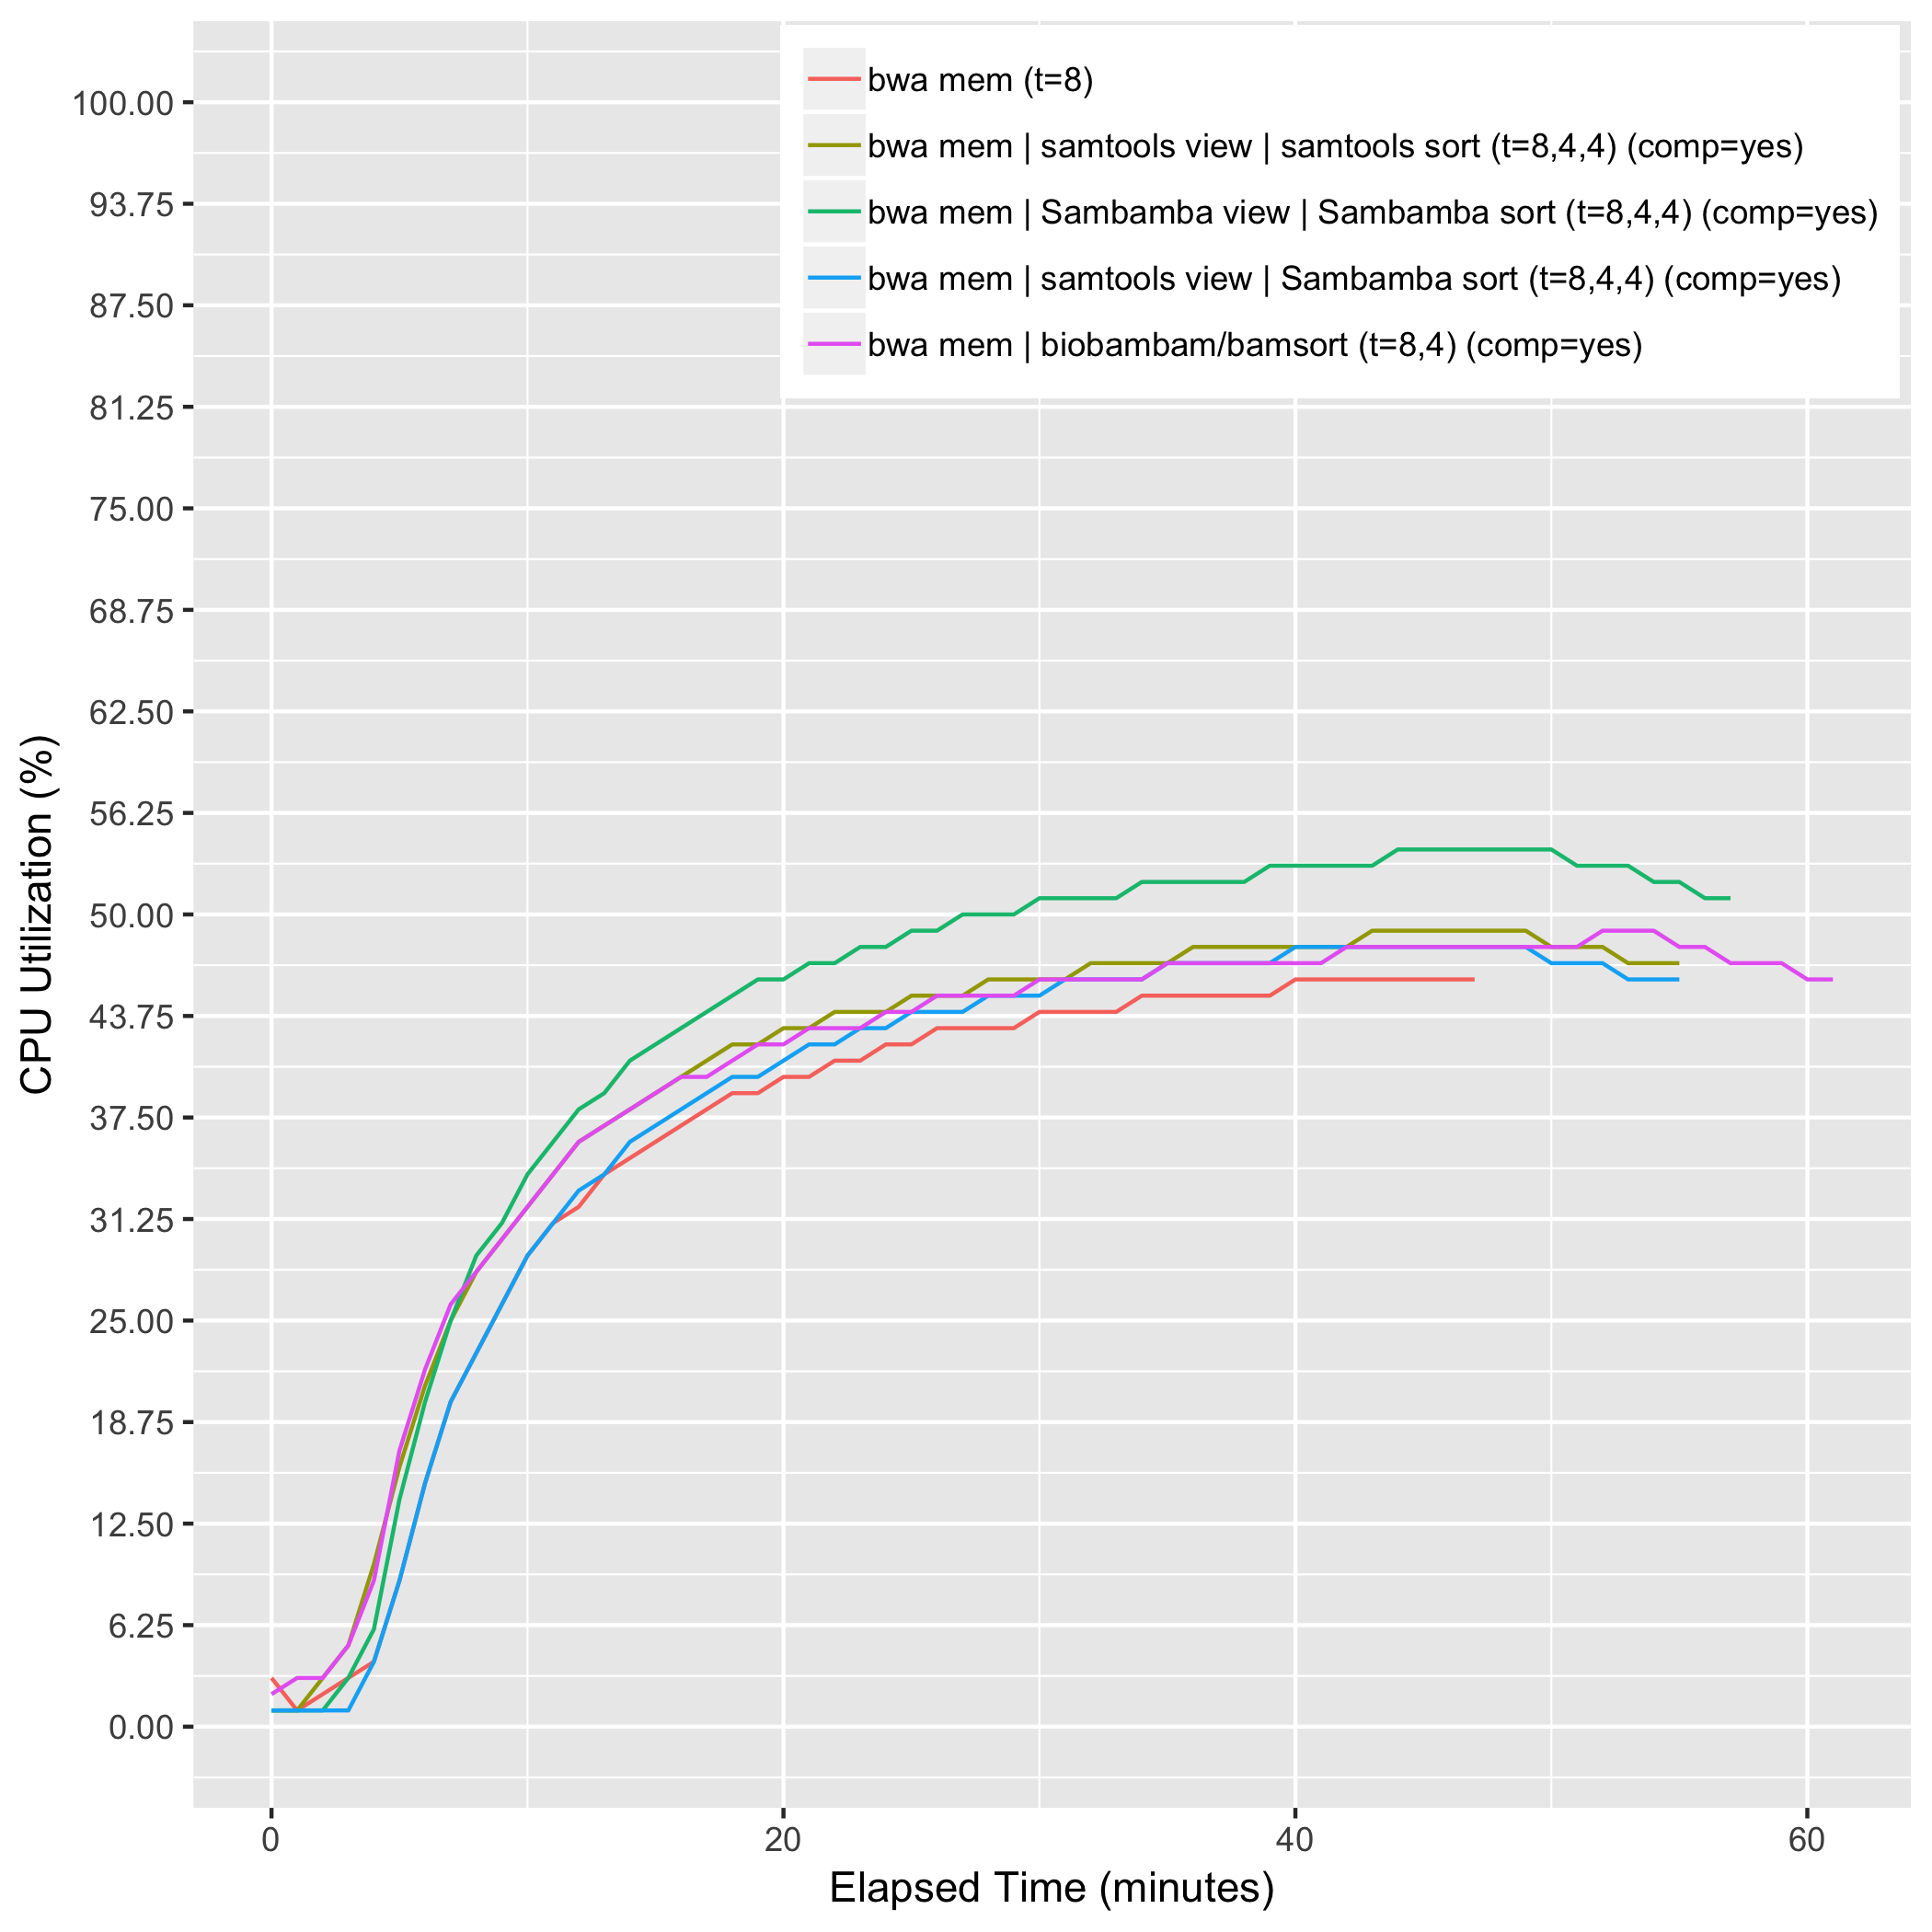 bwa mem (t=8)
bwa mem | samtools view | samtools sort (t=8,4,4) (comp=yes)
bwa mem | Sambamba view | Sambamba sort (t=8,4,4) (comp=yes)
bwa mem | samtools view | Sambamba sort (t=8,4,4) (comp=yes)
bwa mem | biobambam/bamsort (t=8,4) (comp=yes)
CPU Utilization (%)
100.00
93.75
87.50
81.25
75.00
68.75
62.50
56.25
50.00
43.75
37.50
31.25
25.00
18.75
12.50
6.25
0.00
0 20 40 60
Elapsed Time (minutes)